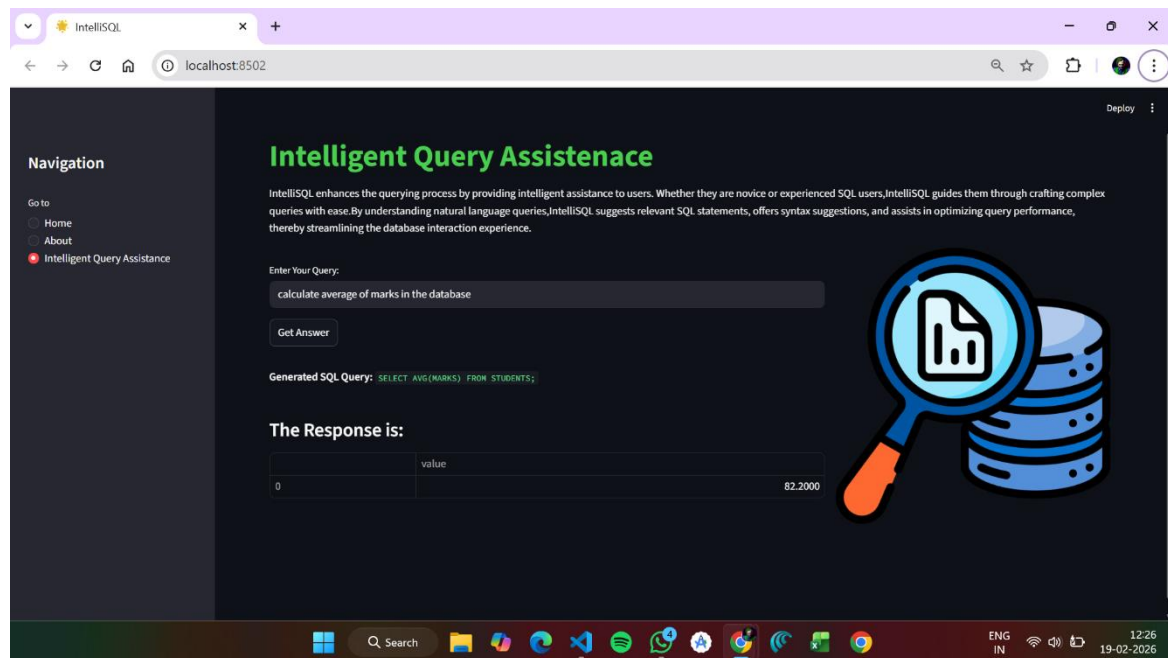 IntelliSQL
localhost:8502
Deploy
Navigation
Go to
Home
About
Intelligent Query Assistance
Intelligent Query Assistenace
IntelliSQL enhances the querying process by providing intelligent assistance to users. Whether they are novice or experienced SQL users,IntelliSQL guides them through crafting complex
queries with ease.By understanding natural language queries,IntelliSQL suggests relevant SQL statements, offers syntax suggestions, and assists in optimizing query performance,
thereby streamlining the database interaction experience.
Enter Your Query:
calculate average of marks in the database
Get Answer
Generated SQL Query: SELECT AVG(MARKS) FROM STUDENTS;
The Response is:
value
0 82.2000
Search
4
ENG
IN
12:26
19-02-2026